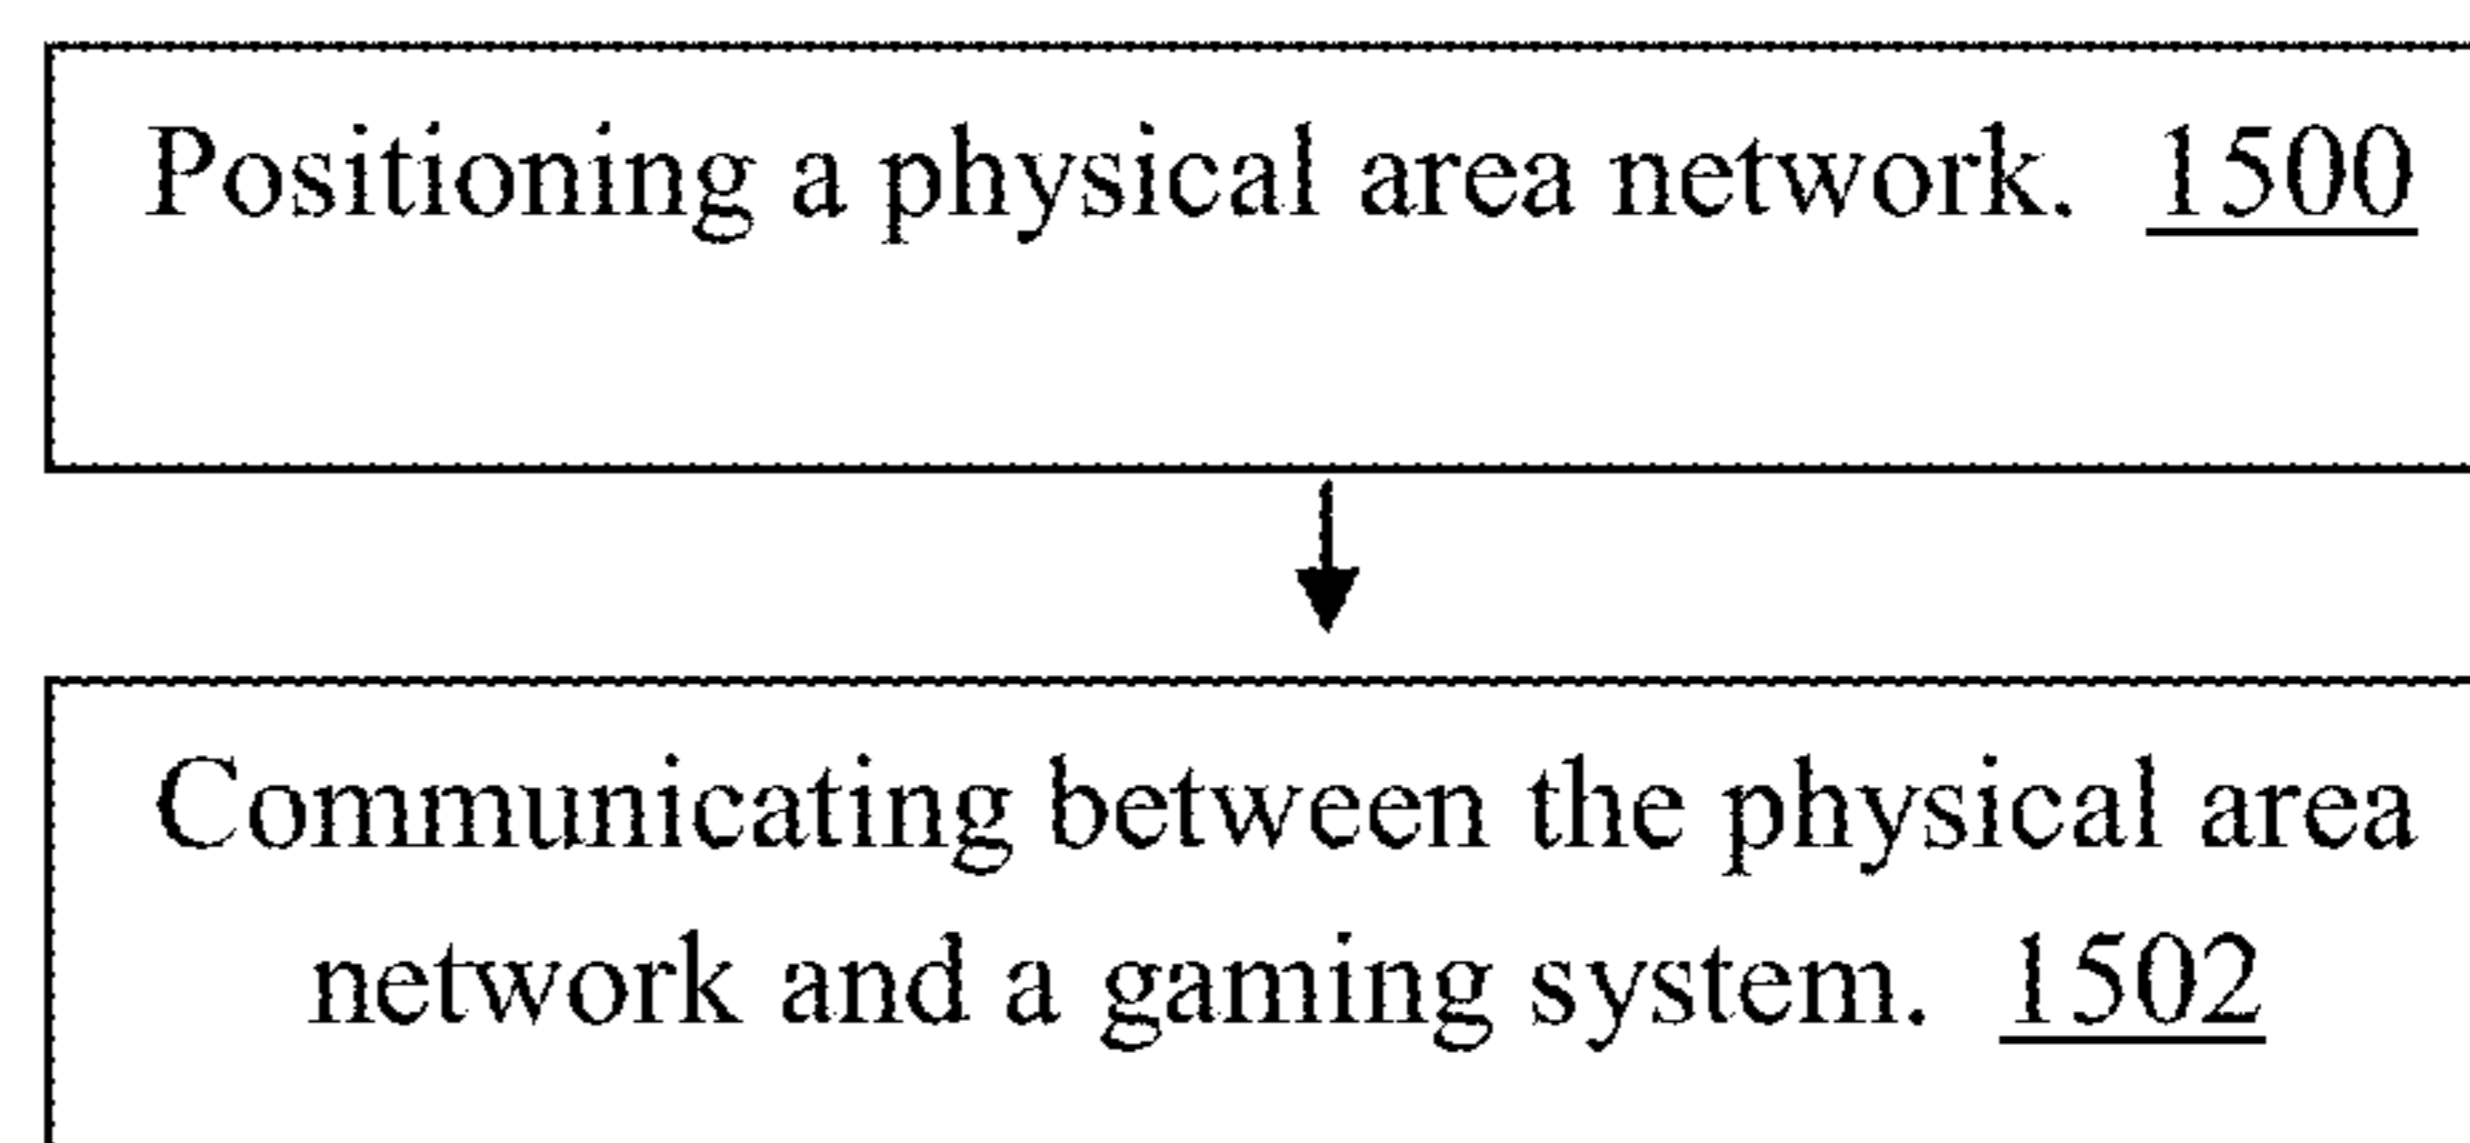 Positioning a physical area network. 1500
Communicating between the physical area
network and a gaming system. 1502